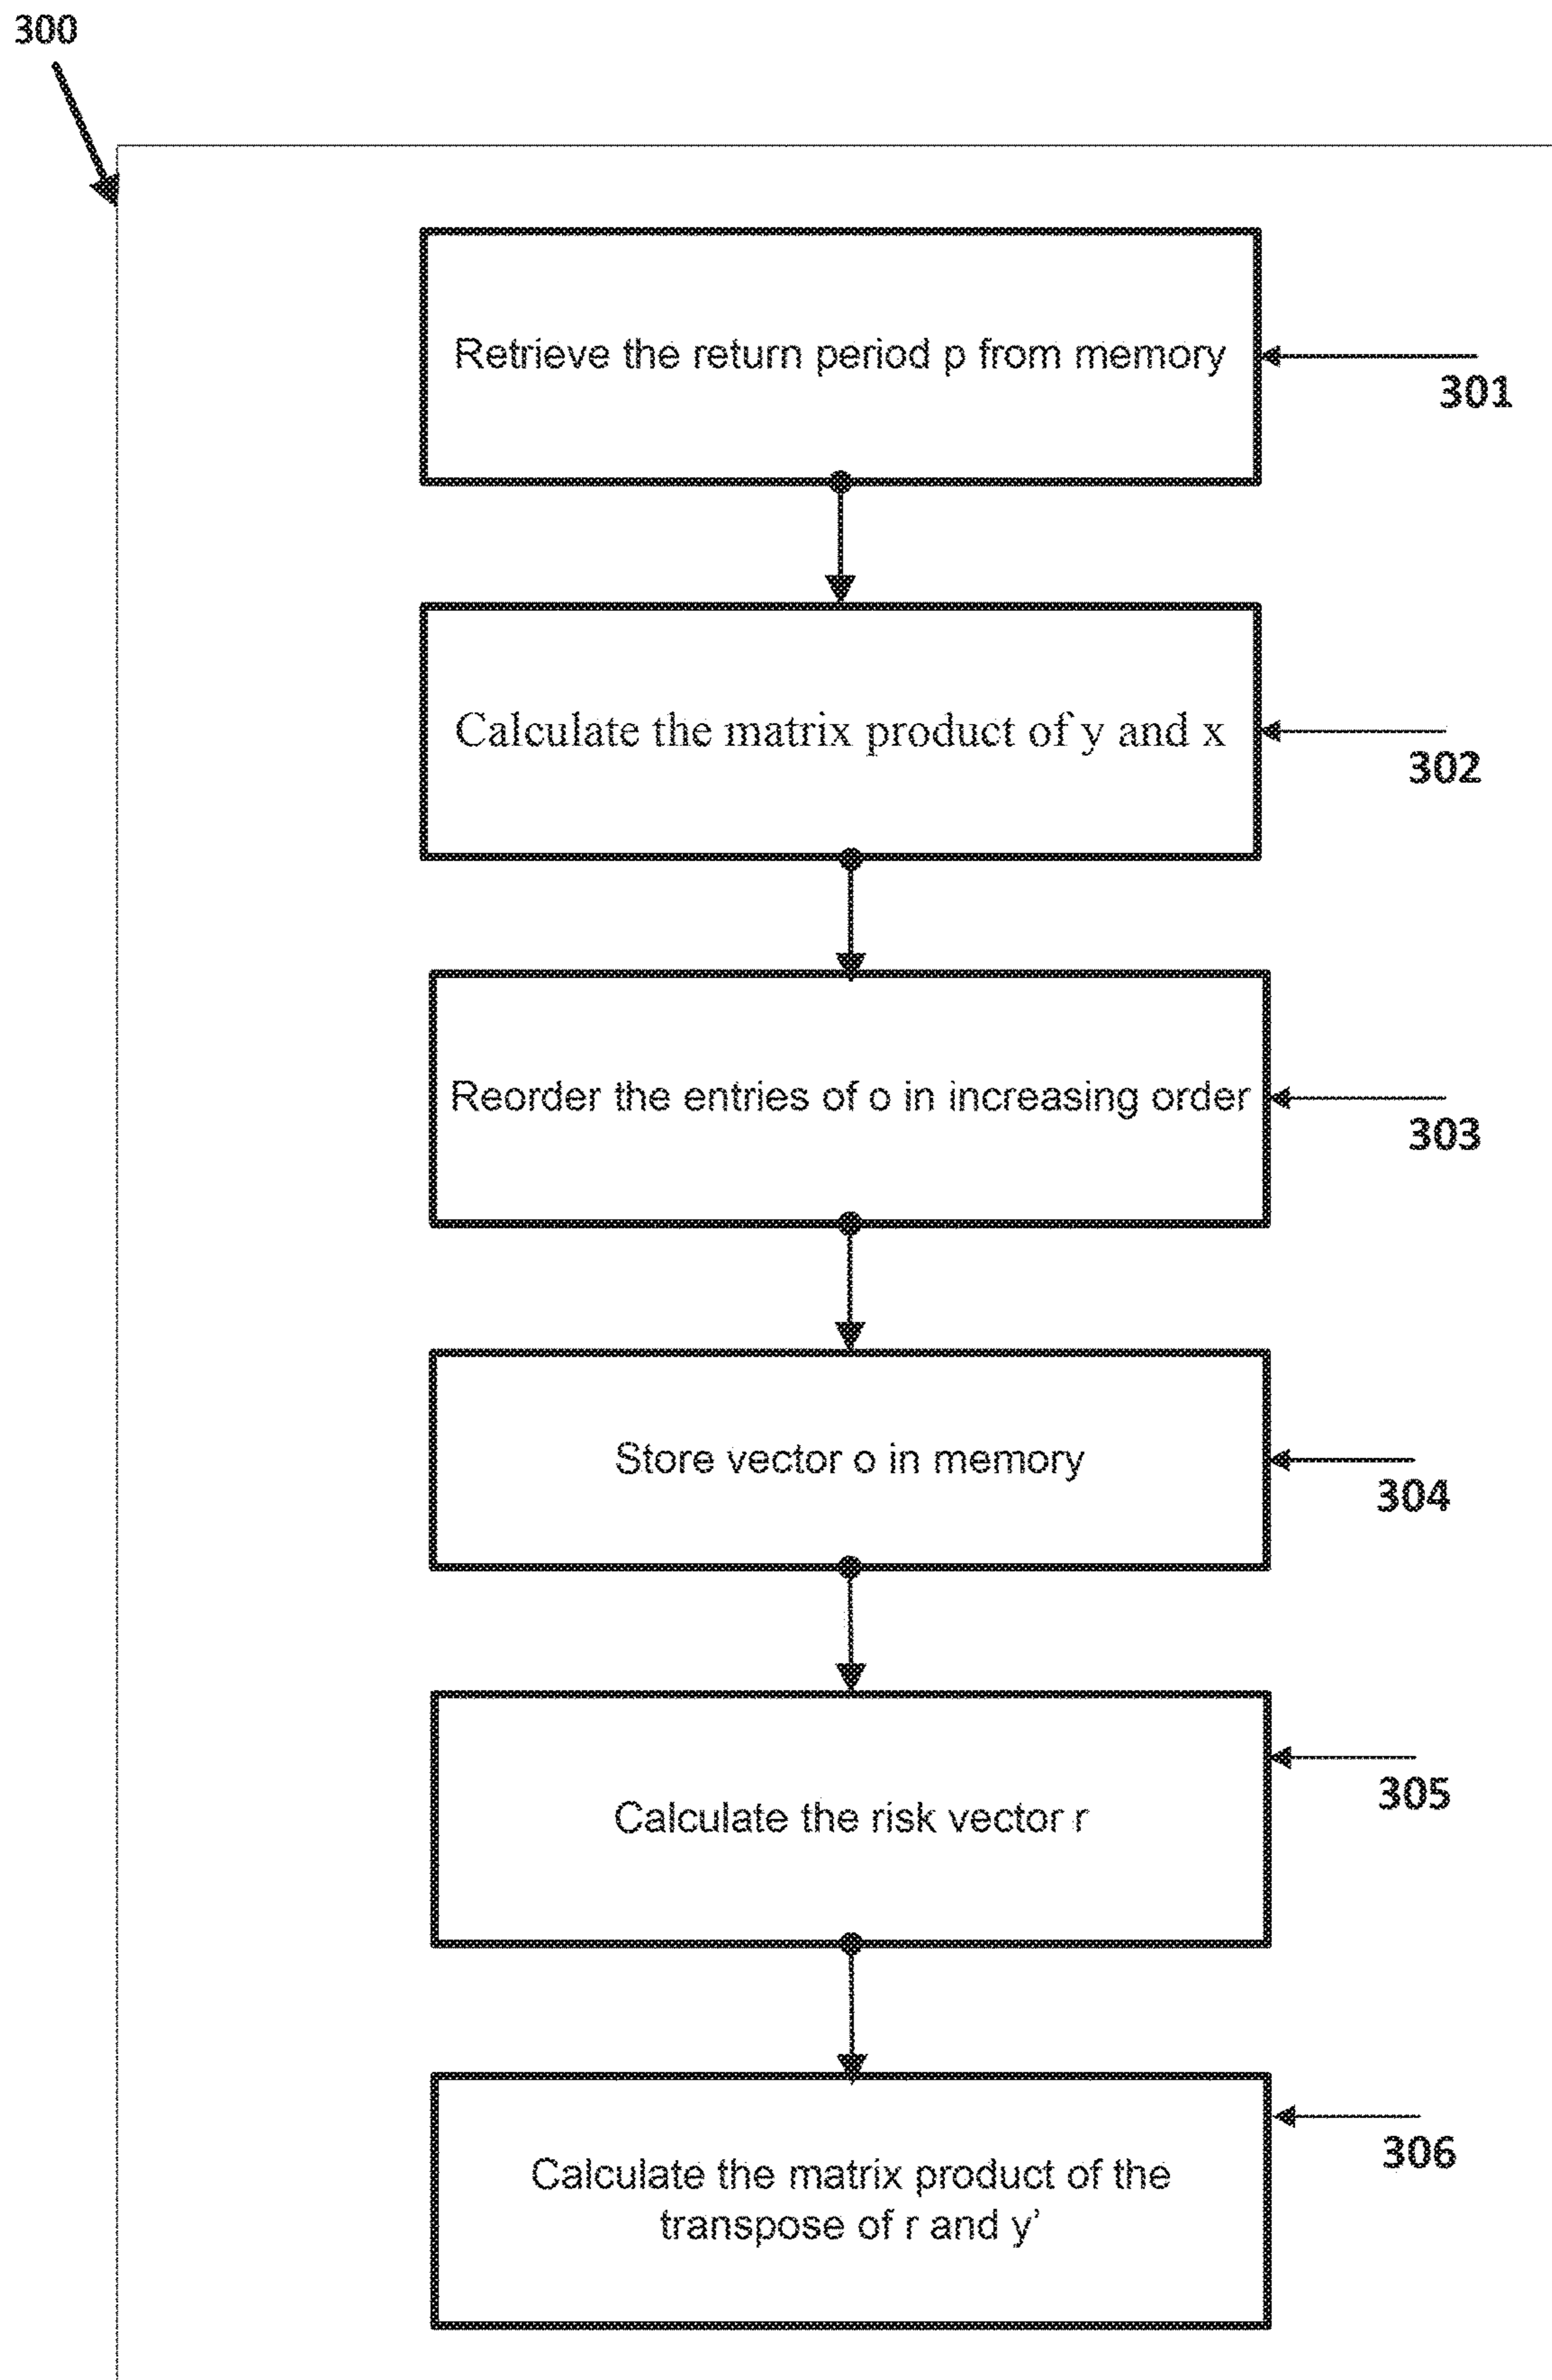 300
Retrieve the return period p from memory
301
Calculate the matrix product of y and x
302
Reorder the entries of o in increasing order
303
Store vector o in memory
304
Calculate the risk vector r
305
Calculate the matrix product of the
transpose of r and y’
306